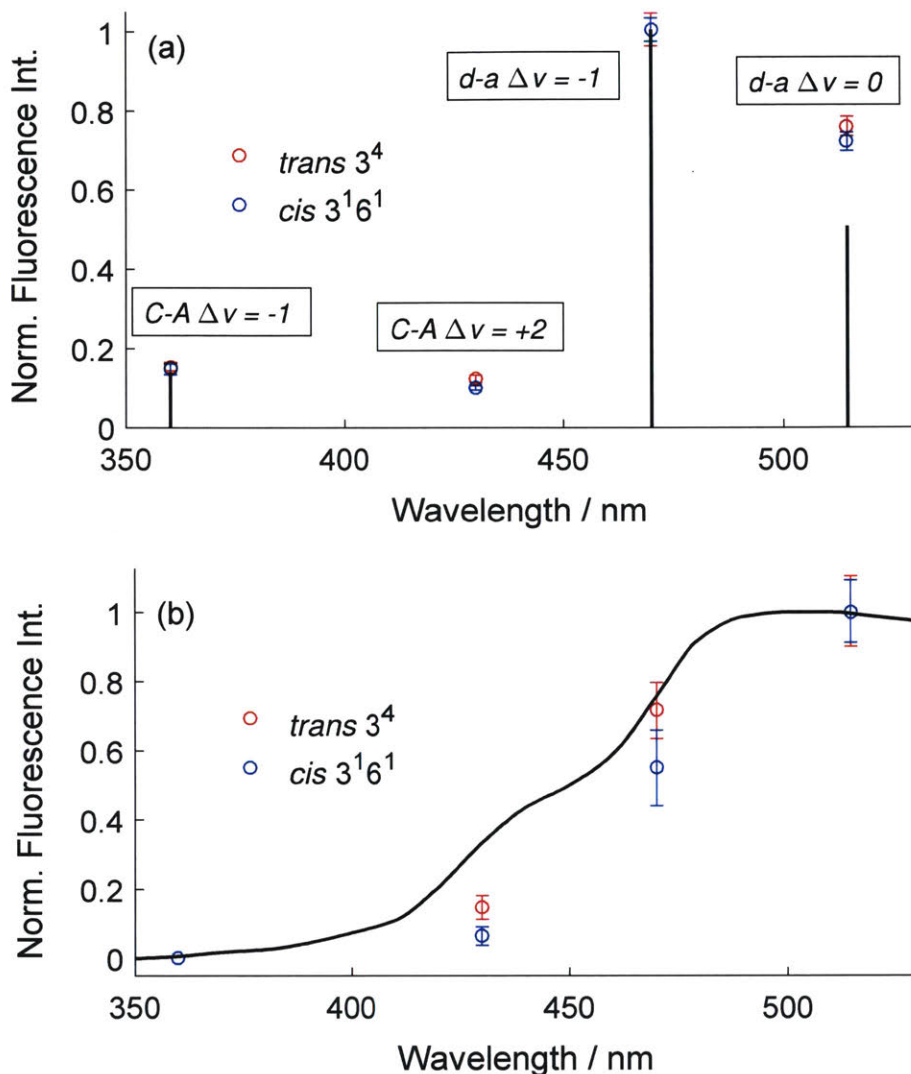 (a)
d-a Δv = -1
d-a Δv = 0
trans 3⁴
cis 3¹6¹
C-A Δv = -1
C-A Δv = +2
Norm. Fluorescence Int.
1
0.8
0.6
0.4
0.2
0
350 400 450 500
Wavelength / nm
(b)
trans 3⁴
cis 3¹6¹
Norm. Fluorescence Int.
1
0.8
0.6
0.4
0.2
0
350 400 450 500
Wavelength / nm